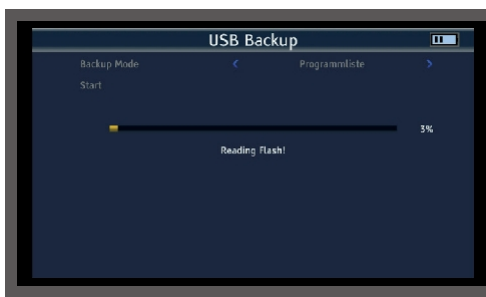 USB Backup
Backup Mode < Programmliste >
Start
3%
Reading Flash!